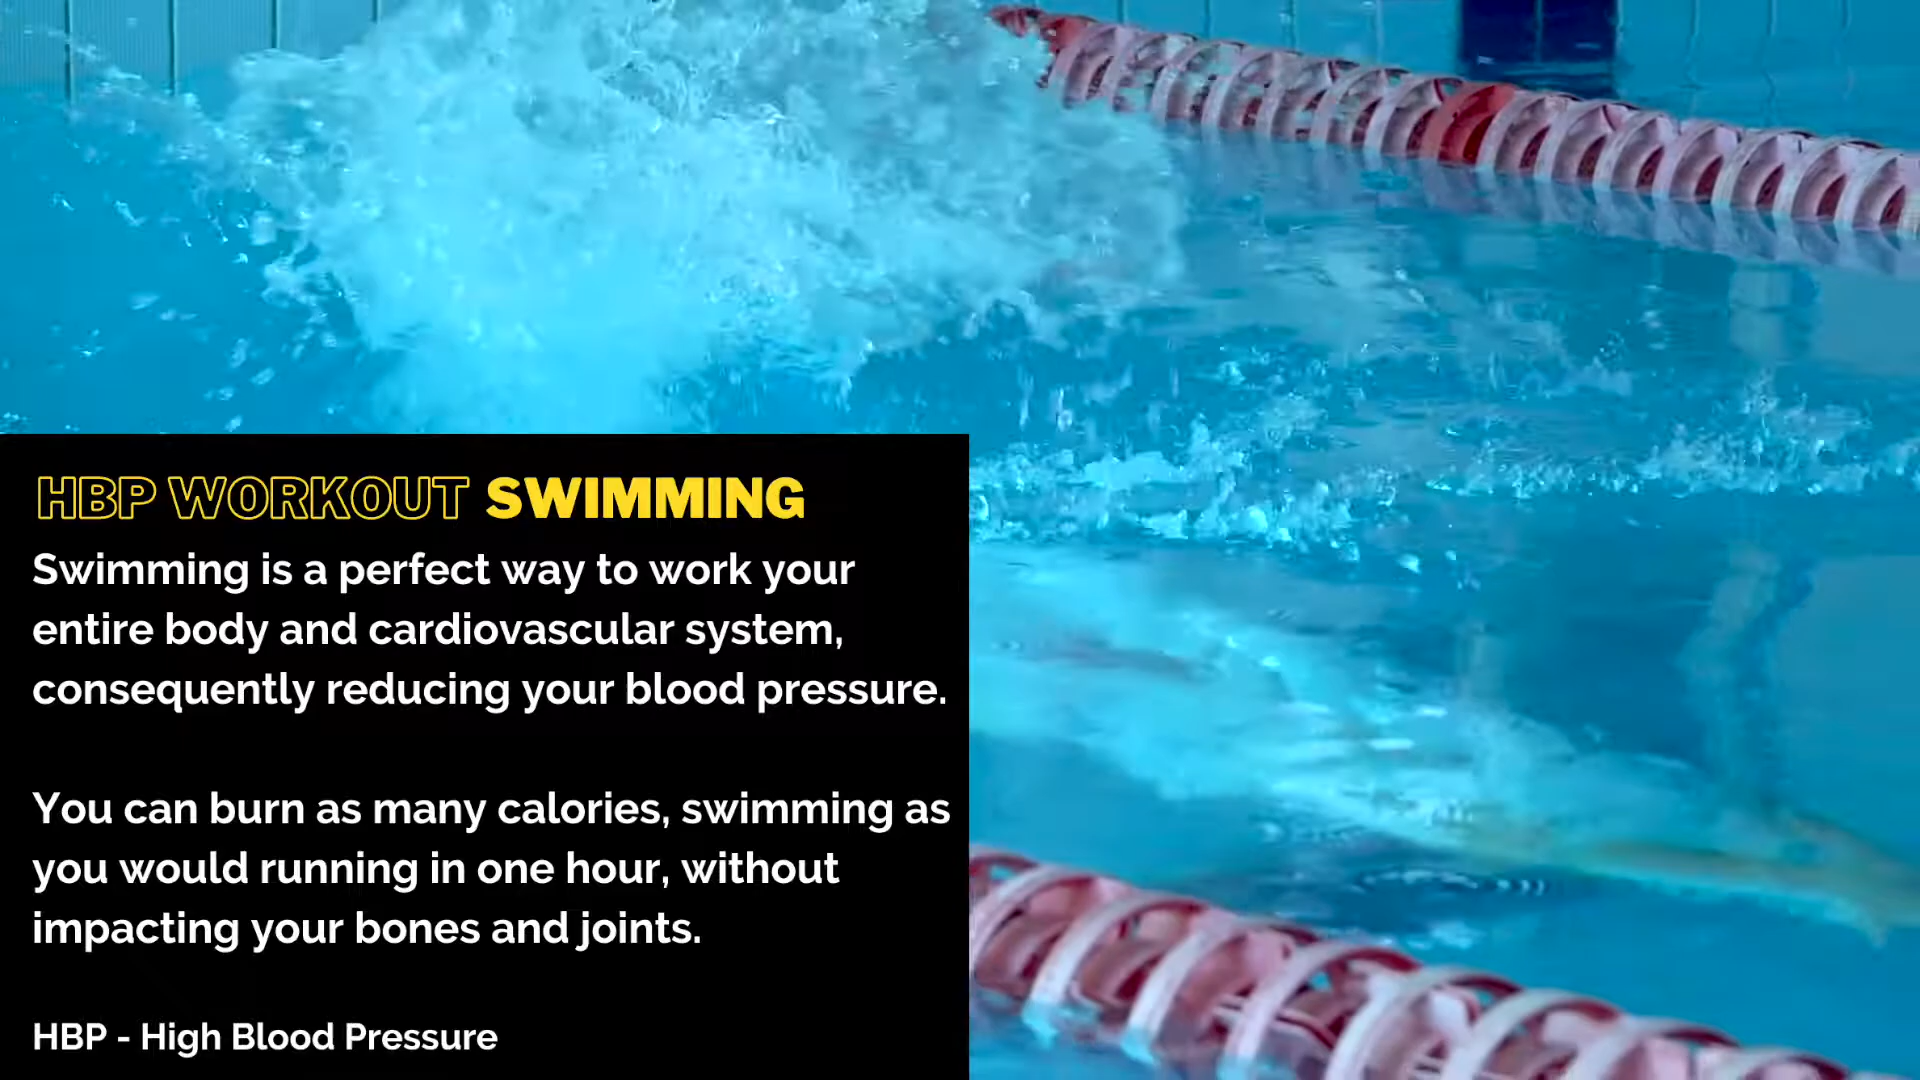 HBP WORKOUT SWIMMING
Swimming is a perfect way to work your
entire body and cardiovascular system,
consequently reducing your blood pressure.
You can burn as many calories, swimming as
you would running in one hour, without
impacting your bones and joints.
HBP - High Blood Pressure